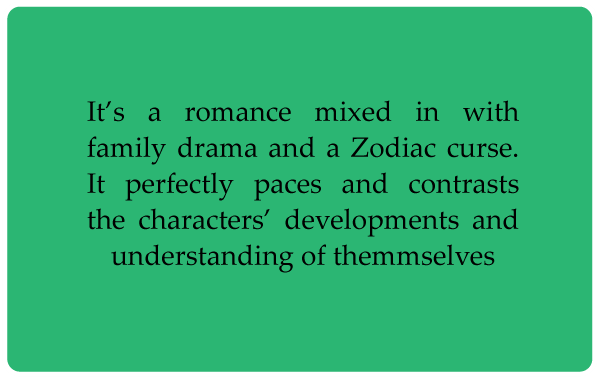 It's a romance mixed in with
family drama and a Zodiac curse.
It perfectly paces and contrasts
the characters' developments and
understanding of themmselves